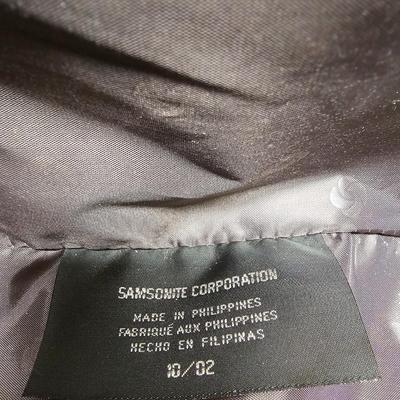 SAMSONITE CORPORATION
MADE IN PHILIPPINES
FABRIQUÉ AUX PHILIPPINES
HECHO EN FILIPINAS
10/02